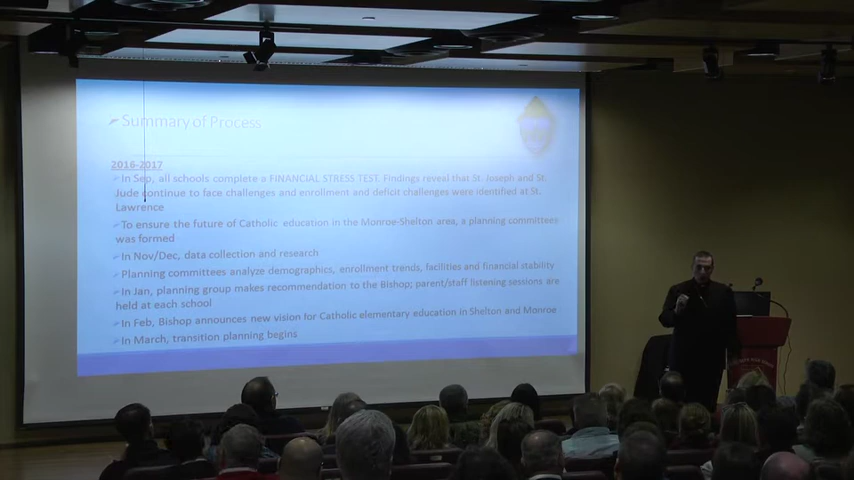 Summary of Process
2016-2017
In Sep, all schools complete a FINANCIAL STRESS TEST. Findings reveal that St. Joseph and St.
Jude continue to face challenges and enrollment and deficit challenges were identified at St.
Lawrence
To ensure the future of Catholic education in the Monroe-Shelton area, a planning committees
was formed
In Nov/Dec, data collection and research
Planning committees analyze demographics, enrollment trends, facilities and financial stability
In Jan, planning group makes recommendation to the Bishop; parent/staff listening sessions are
held at each school
In Feb, Bishop announces new vision for Catholic elementary education in Shelton and Monroe
In March, transition planning begins